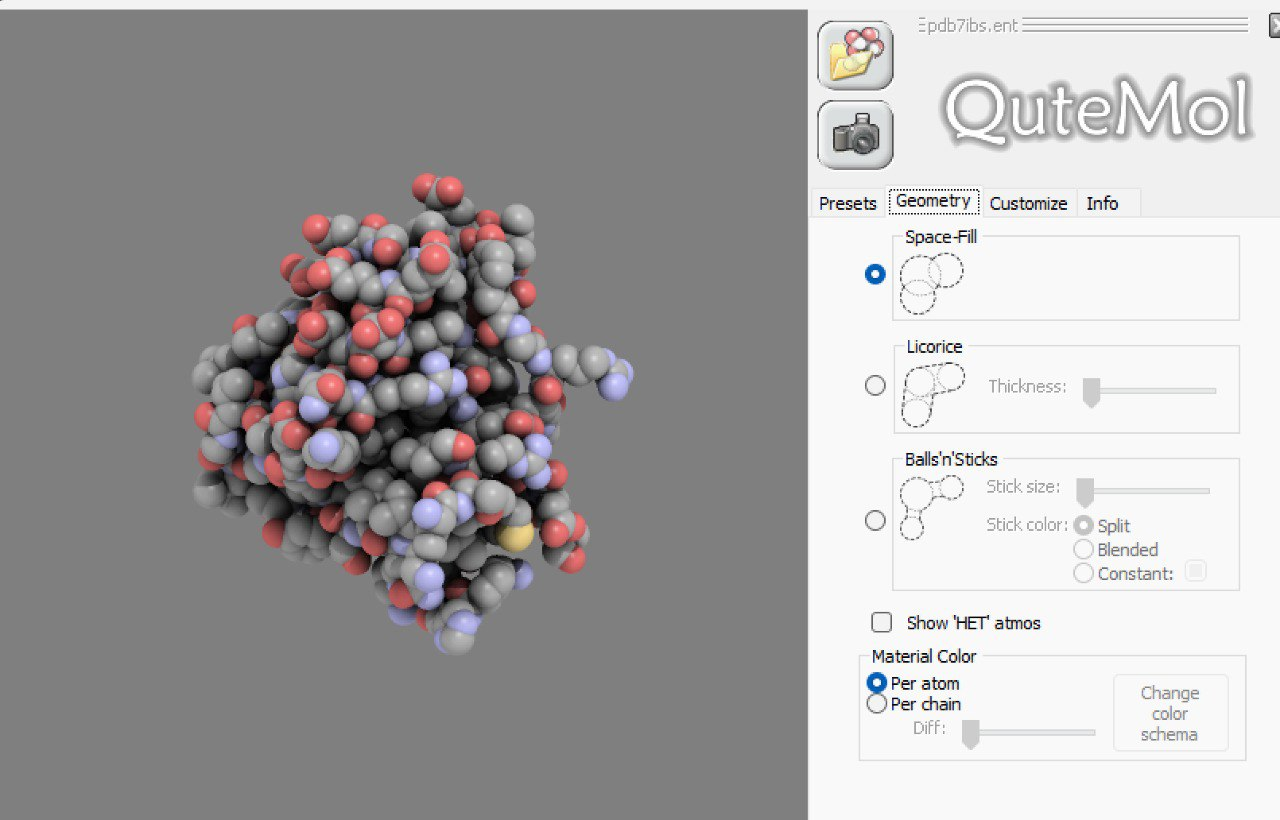 pdb7ibs.ent
QuteMol
Presets Geometry Customize Info
Space-Fill
Licorice
Thickness:
Balls'n'Sticks
Stick size:
Stick color: Split
Blended
Constant:
Show 'HET' atmos
Material Color
Per atom
Per chain
Diff:
Change
color
schema